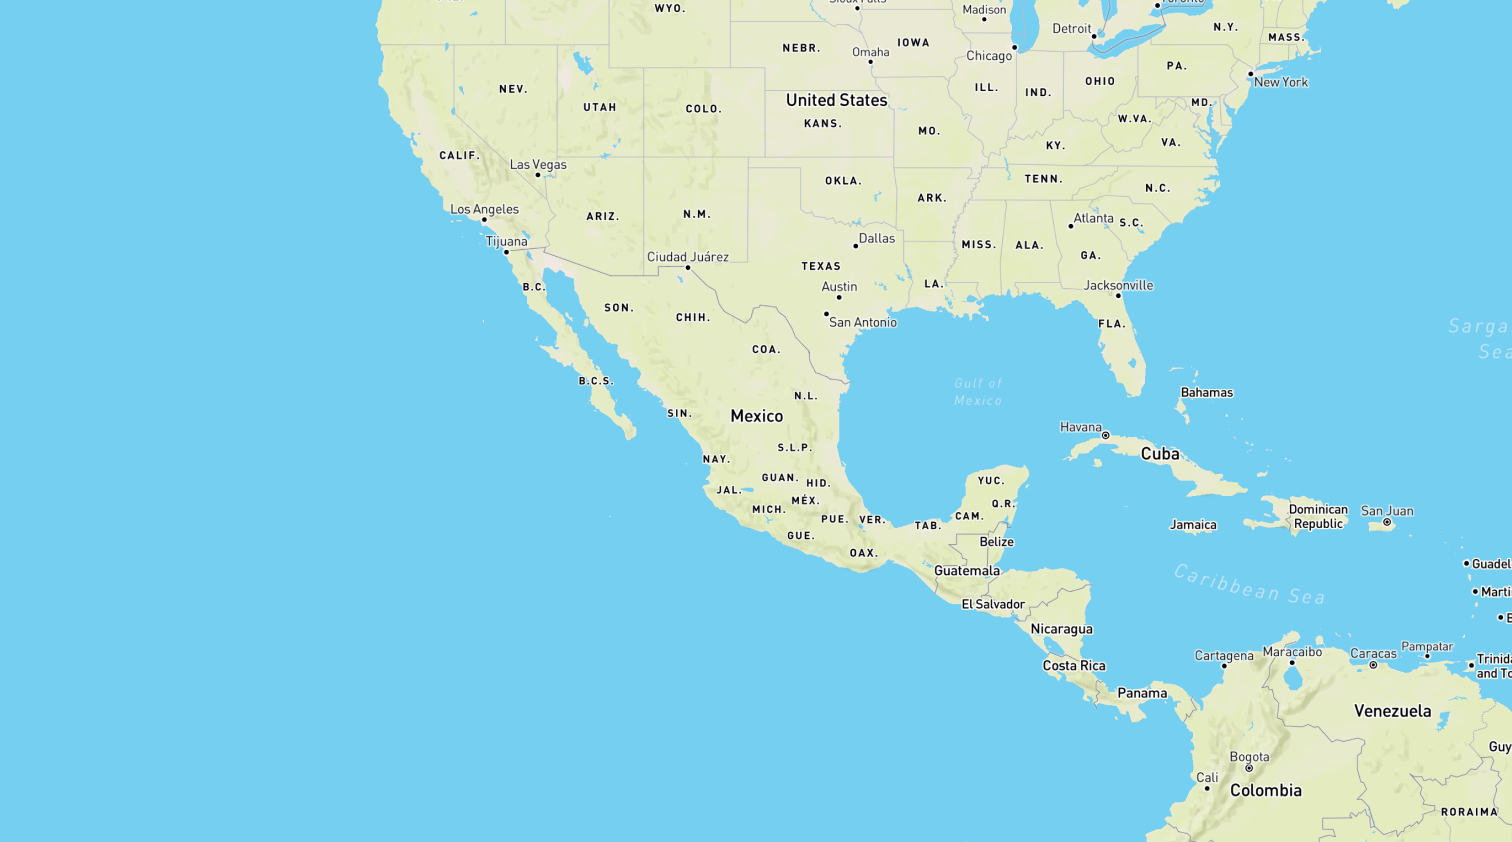 WYO.
Madison
N.Y.
Detroit
MASS.
IOWA
NEBR.
Omaha
Chicago
PA.
New York
NEV.
UTAH
COLO.
United States
ILL.
IND.
OHIO
MD.
KANS.
MO.
W.VA.
VA.
KY.
CALIF.
Las Vegas
OKLA.
TENN.
N.C.
ARK.
Los Angeles
ARIZ.
N.M.
Atlanta
S.C.
Tijuana
Dallas
MISS.
ALA.
Ciudad Juárez
TEXAS
GA.
B.C.
Austin
LA.
Jacksonville
SON.
CHIH.
San Antonio
FLA.
Sarga
Sea
COA.
B.C.S.
Gulf of
Mexico
N.L.
Bahamas
SIN.
Mexico
Havana
S.L.P.
Cuba
NAY.
GUAN.
HID.
YUC.
JAL.
MÉX.
Q.R.
MICH.
PUE.
VER.
TAB.
CAM.
Jamaica
Dominican
Republic
San Juan
GUE.
Belize
OAX.
Guatemala
Caribbean Sea
Guadel
El Salvador
Marti
Nicaragua
Costa Rica
Cartagena
Maracaibo
Caracas
Pampatar
Trinida
and To
Panama
Venezuela
Guy
Bogota
Cali
Colombia
RORAIMA